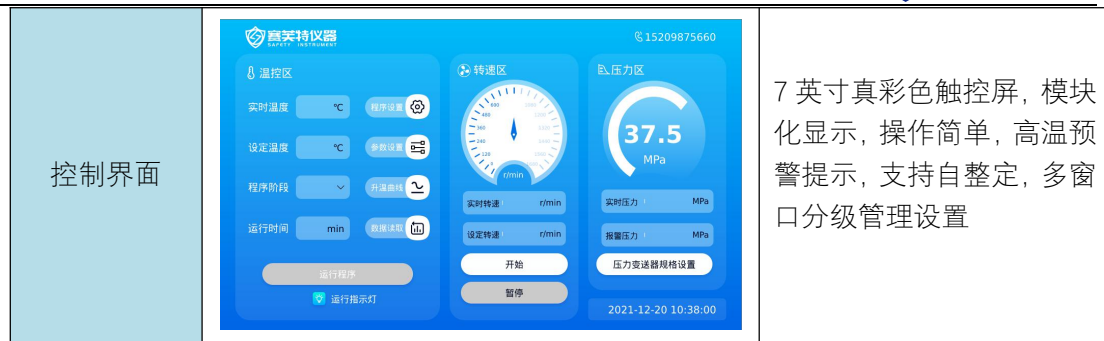 控制界面
赛芙特仪器
SAFETY INSTRUMENT
15209875660
温控区
实时温度 ℃ 程序设置
设定温度 ℃ 参数设置
程序阶段 升温曲线
运行时间 min 数据读取
运行程序
运行指示灯
转速区
600
480
360
240
120
0
r/min
实时转速 r/min
设定转速 r/min
开始
暂停
压力区
37.5
MPa
实时压力 MPa
报警压力 MPa
压力变送器规格设置
2021-12-20 10:38:00
7 英寸真彩色触控屏, 模块
化显示, 操作简单, 高温预
警提示, 支持自整定, 多窗
口分级管理设置